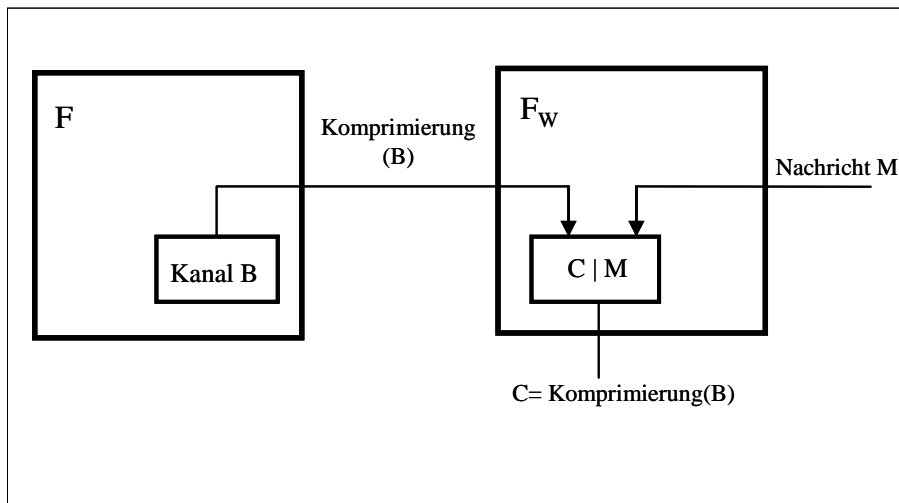 F
Komprimierung
(B)
F_W
Nachricht M
Kanal B
C | M
C= Komprimierung(B)